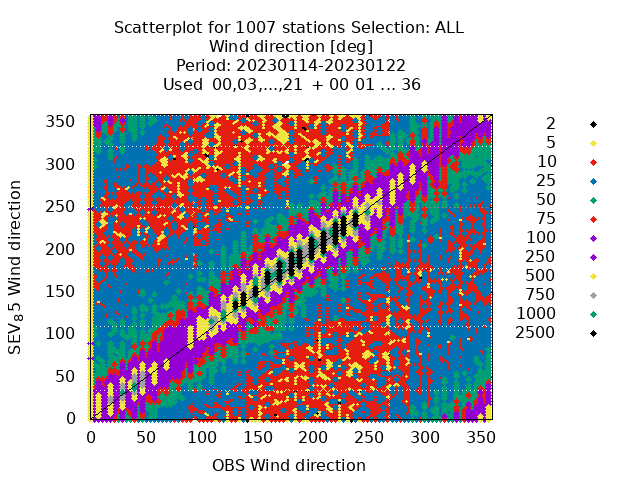 Scatterplot for 1007 stations Selection: ALL
Wind direction [deg]
Period: 20230114-20230122
Used 00,03,...,21 + 00 01 ... 36
SEV85 Wind direction
350
300
250
200
150
100
50
0
0 50 100 150 200 250 300 350
OBS Wind direction
2
5
10
25
50
75
100
250
500
750
1000
2500